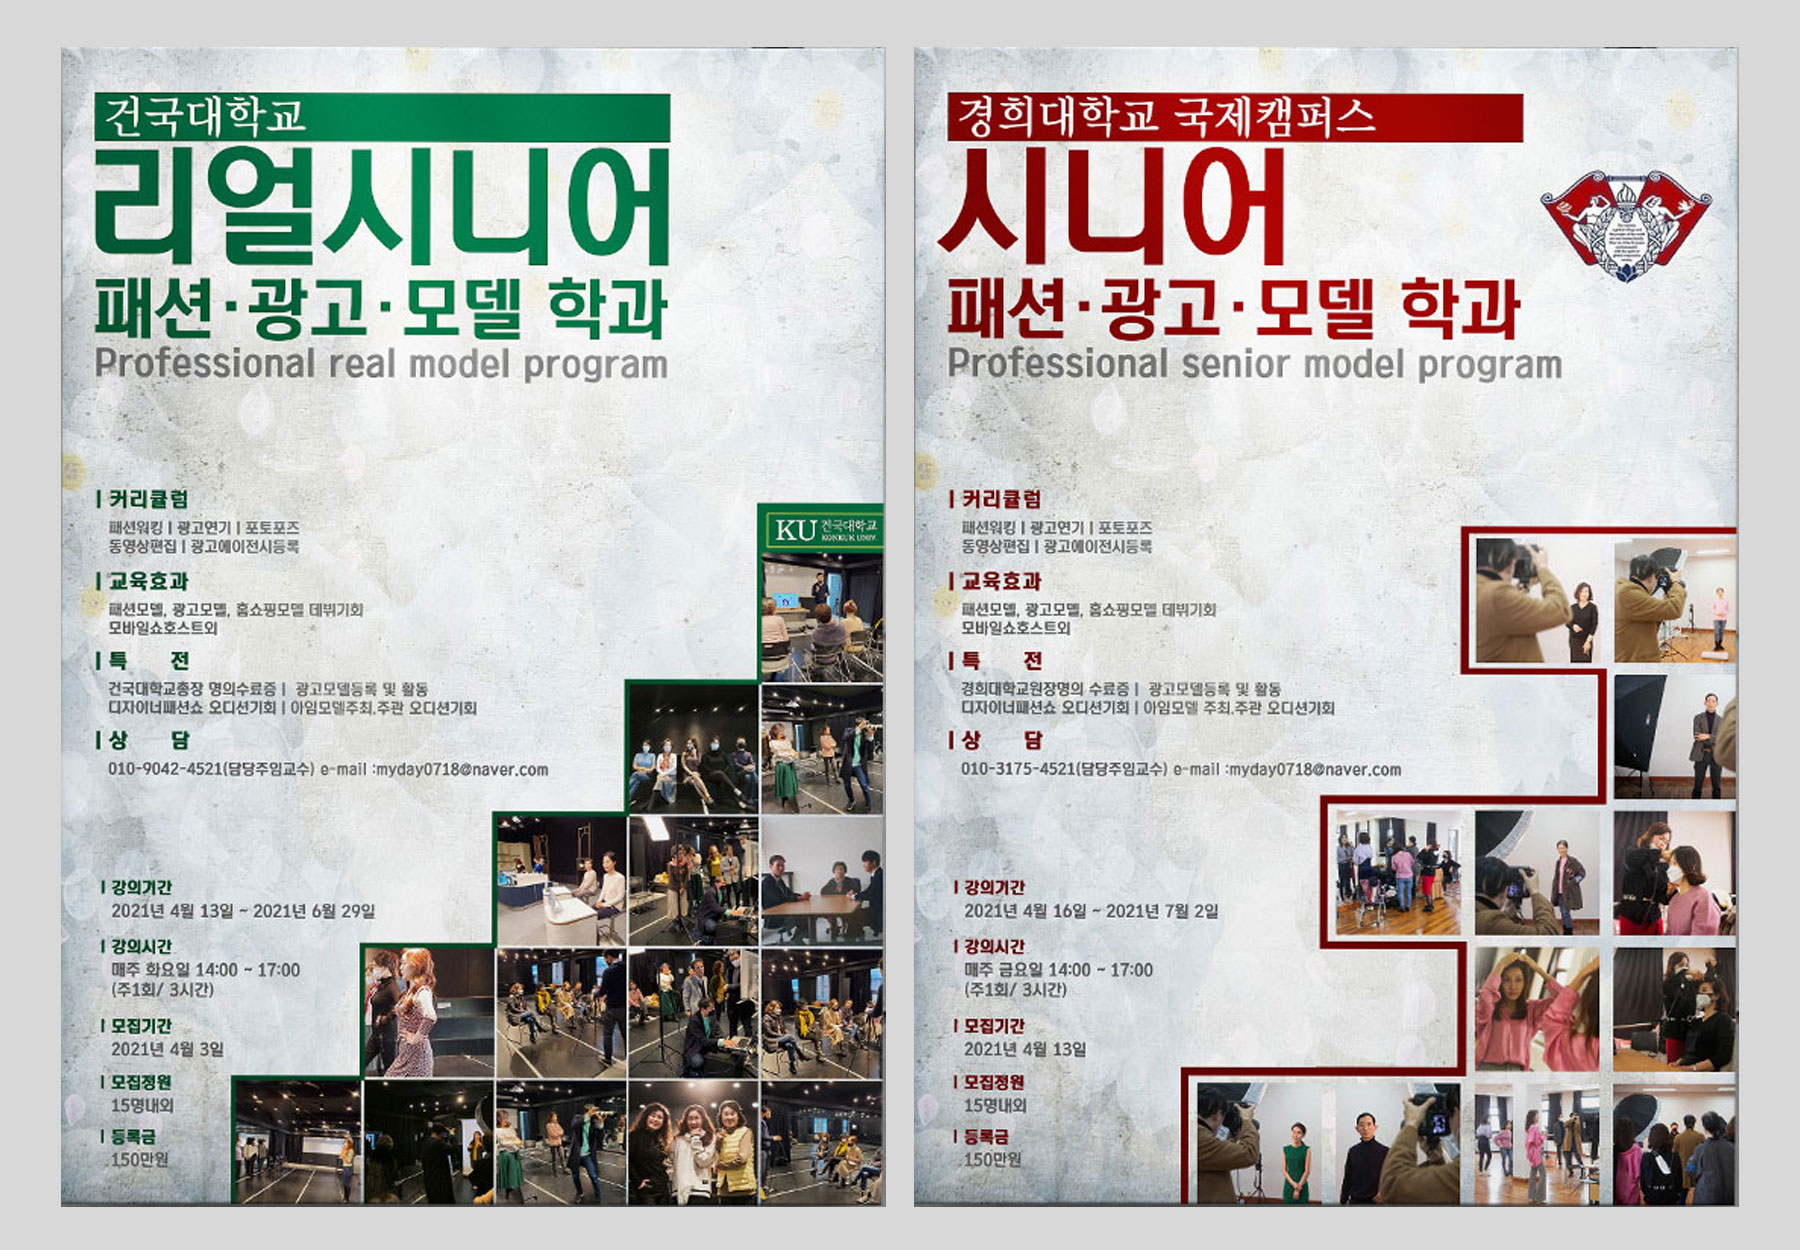 건국대학교
리얼시니어
패션·광고·모델 학과
Professional real model program
| 커리큘럼
패션워킹 | 광고연기 | 포토포즈
동영상편집 | 광고에이전시등록
| 교육효과
패션모델, 광고모델, 홈쇼핑모델 데뷔기회
모바일쇼호스트외
| 특 전
건국대학교총장 명의수료증 | 광고모델등록 및 활동
디자이너패션쇼 오디션기회 | 아임모델주최.주관 오디션기회
| 상 담
010-9042-4521(담당주임교수) e-mail :myday0718@naver.com
| 강의기간
2021년 4월 13일 ~ 2021년 6월 29일
| 강의시간
매주 화요일 14:00 ~ 17:00
(주1회/ 3시간)
| 모집기간
2021년 4월 3일
| 모집정원
15명내외
| 등록금
150만원
KU 건국대학교
KONKUK UNIV.
경희대학교 국제캠퍼스
시니어
패션·광고·모델 학과
Professional senior model program
| 커리큘럼
패션워킹 | 광고연기 | 포토포즈
동영상편집 | 광고에이전시등록
| 교육효과
패션모델, 광고모델, 홈쇼핑모델 데뷔기회
모바일쇼호스트외
| 특 전
경희대학교원장명의 수료증 | 광고모델등록 및 활동
디자이너패션쇼 오디션기회 | 아임모델 주최.주관 오디션기회
| 상 담
010-3175-4521(담당주임교수) e-mail :myday0718@naver.com
| 강의기간
2021년 4월 16일 ~ 2021년 7월 2일
| 강의시간
매주 금요일 14:00 ~ 17:00
(주1회/ 3시간)
| 모집기간
2021년 4월 13일
| 모집정원
15명내외
| 등록금
150만원